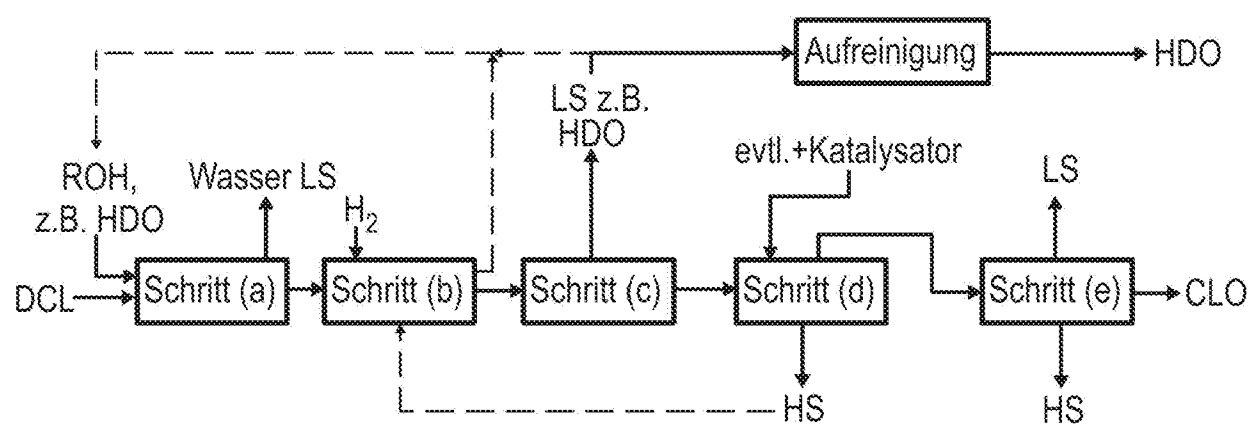 Aufreinigung
HDO
LS z.B.
HDO
evtl.+Katalysator
ROH,
z.B. HDO
Wasser LS
H₂
LS
DCL
Schritt (a)
Schritt (b)
Schritt (c)
Schritt (d)
Schritt (e)
CLO
HS
HS